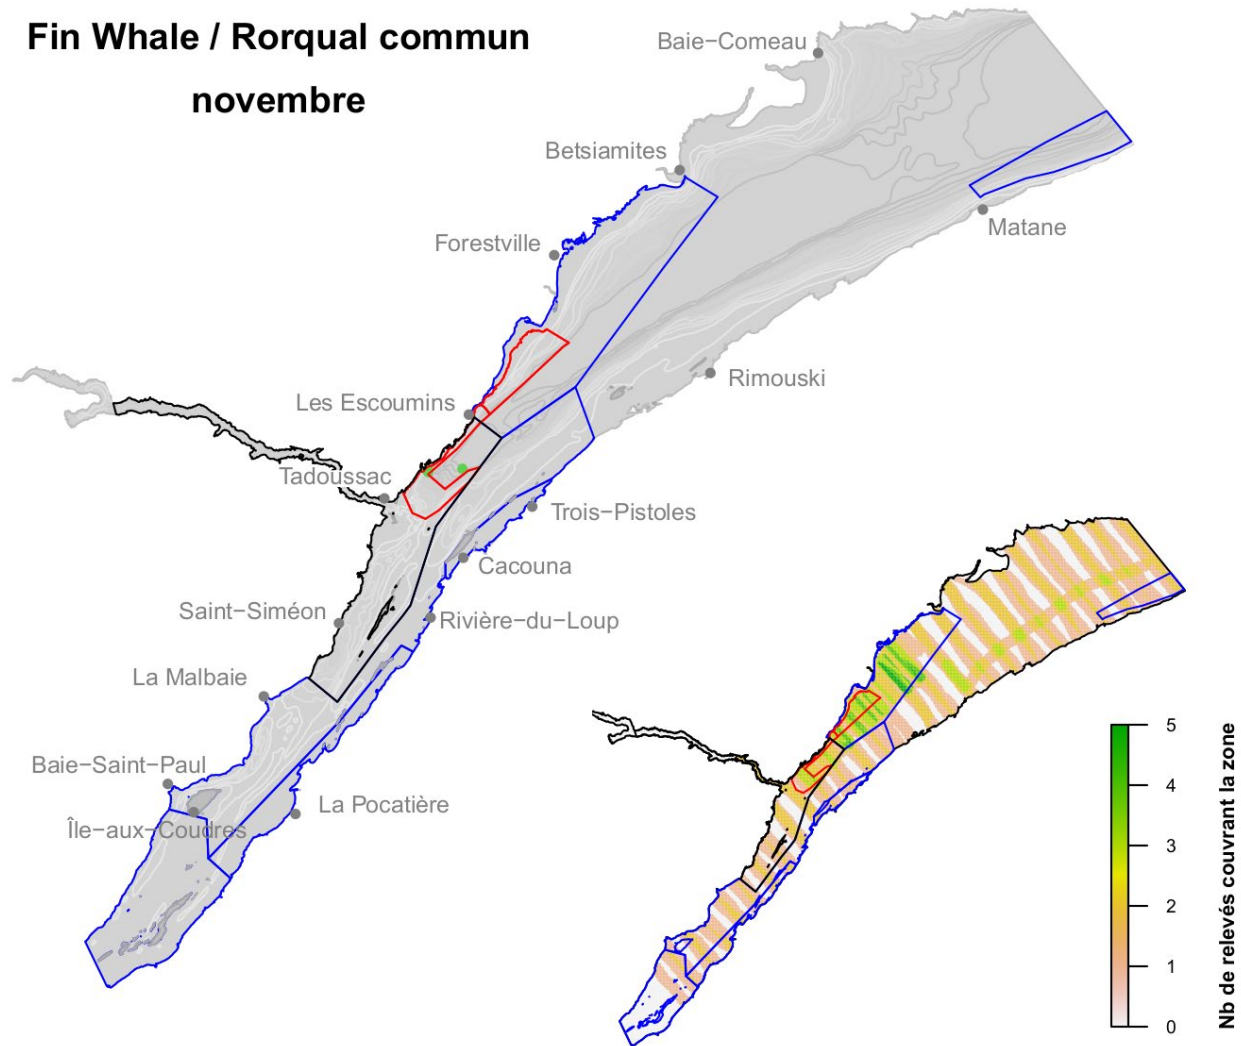 Fin Whale / Rorqual commun
novembre
Baie−Comeau
Betsiamites
Matane
Forestville
Rimouski
Les Escoumins
Tadoussac
Trois−Pistoles
Cacouna
Saint−Siméon
Rivière−du−Loup
La Malbaie
Baie−Saint−Paul
La Pocatière
Île−aux−Coudres
5
4
3
2
1
0
Nb de relevés couvrant la zone